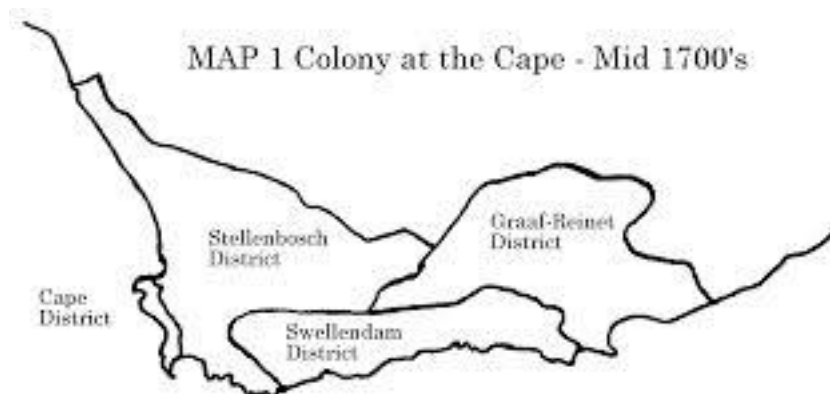 MAP 1 Colony at the Cape - Mid 1700's
Graaf-Reinet
District
Stellenbosch
District
Cape
District
Swellendam
District